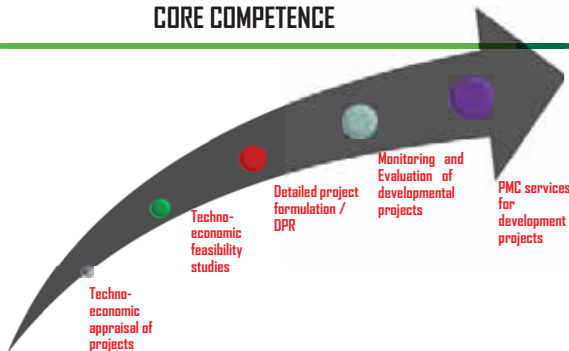 CORE COMPETENCE
Techno-
economic
appraisal of
projects
Techno-
economic
feasibility
studies
Detailed project
formulation /
DPR
Monitoring and
Evaluation of
developmental
projects
PMC services
for
development
projects